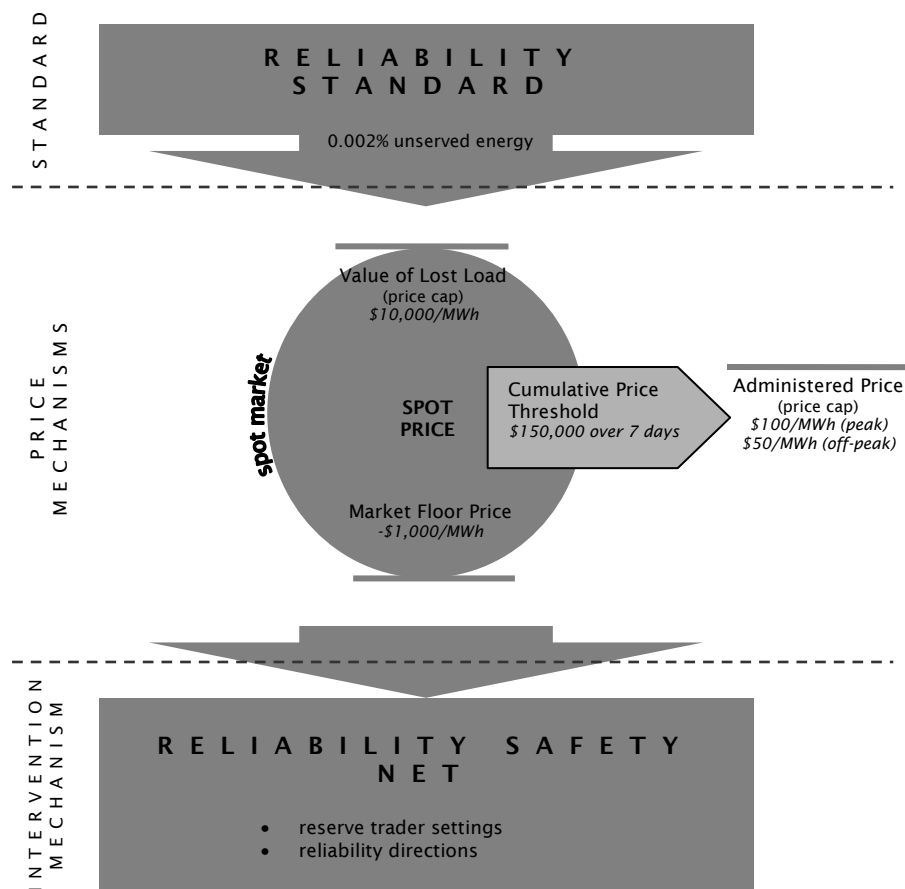 STANDARD
RELIABILITY
STANDARD
0.002% unserved energy
PRICE
MECHANISMS
Value of Lost Load
(price cap)
$10,000/MWh
spot market
SPOT
PRICE
Cumulative Price
Threshold
$150,000 over 7 days
Administered Price
(price cap)
$100/MWh (peak)
$50/MWh (off-peak)
Market Floor Price
-$1,000/MWh
INTERVENTION
MECHANISM
RELIABILITY SAFETY
NET
• reserve trader settings
• reliability directions